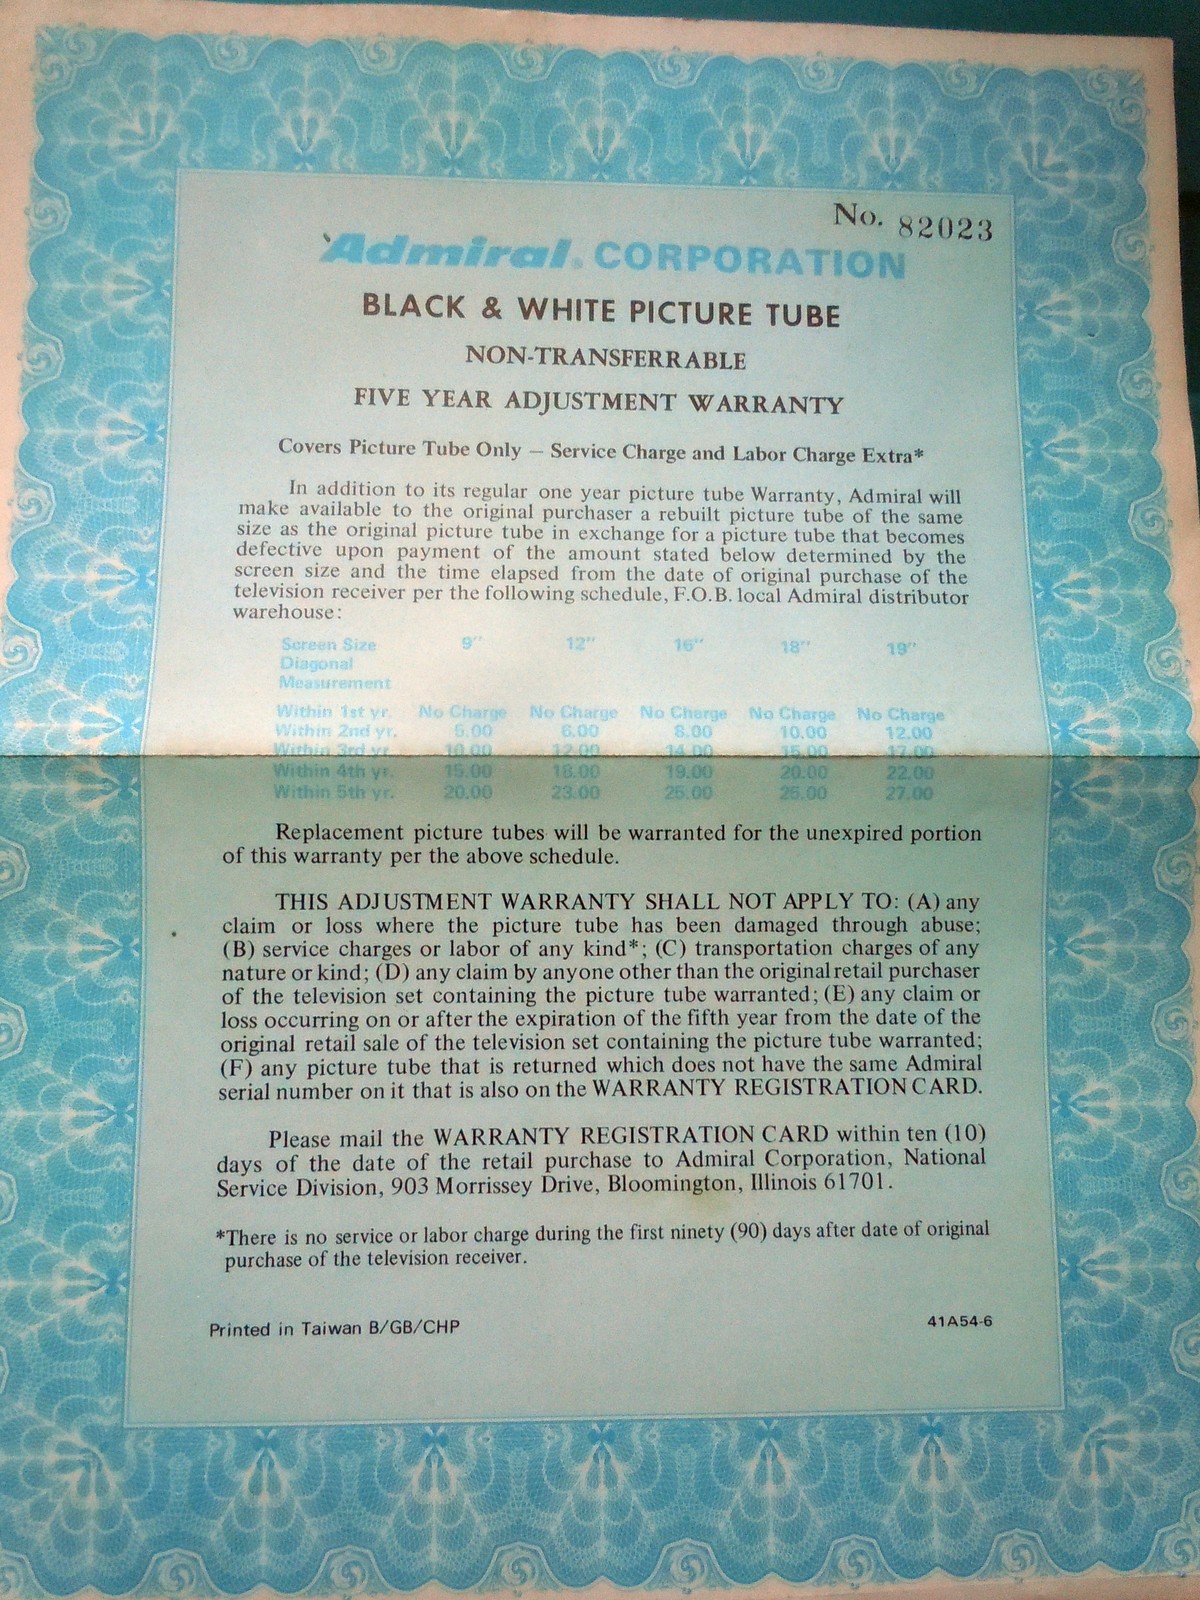 No. 82023
Admiral® CORPORATION
BLACK & WHITE PICTURE TUBE
NON-TRANSFERRABLE
FIVE YEAR ADJUSTMENT WARRANTY
Covers Picture Tube Only — Service Charge and Labor Charge Extra*
In addition to its regular one year picture tube Warranty, Admiral will
make available to the original purchaser a rebuilt picture tube of the same
size as the original picture tube in exchange for a picture tube that becomes
defective upon payment of the amount stated below determined by the
screen size and the time elapsed from the date of original purchase of the
television receiver per the following schedule, F.O.B. local Admiral distributor
warehouse:
Screen Size 9″ 12″ 16″ 18″ 19″
Diagonal
Measurement
Within 1st yr. No Charge No Charge No Charge No Charge No Charge
Within 2nd yr. 5.00 6.00 8.00 10.00 12.00
Within 3rd yr. 10.00 12.00 14.00 15.00 17.00
Within 4th yr. 15.00 18.00 19.00 20.00 22.00
Within 5th yr. 20.00 23.00 25.00 25.00 27.00
Replacement picture tubes will be warranted for the unexpired portion
of this warranty per the above schedule.
THIS ADJUSTMENT WARRANTY SHALL NOT APPLY TO: (A) any
claim or loss where the picture tube has been damaged through abuse;
(B) service charges or labor of any kind*; (C) transportation charges of any
nature or kind; (D) any claim by anyone other than the original retail purchaser
of the television set containing the picture tube warranted; (E) any claim or
loss occurring on or after the expiration of the fifth year from the date of the
original retail sale of the television set containing the picture tube warranted;
(F) any picture tube that is returned which does not have the same Admiral
serial number on it that is also on the WARRANTY REGISTRATION CARD.
Please mail the WARRANTY REGISTRATION CARD within ten (10)
days of the date of the retail purchase to Admiral Corporation, National
Service Division, 903 Morrissey Drive, Bloomington, Illinois 61701.
*There is no service or labor charge during the first ninety (90) days after date of original
purchase of the television receiver.
Printed in Taiwan B/GB/CHP
41A54-6